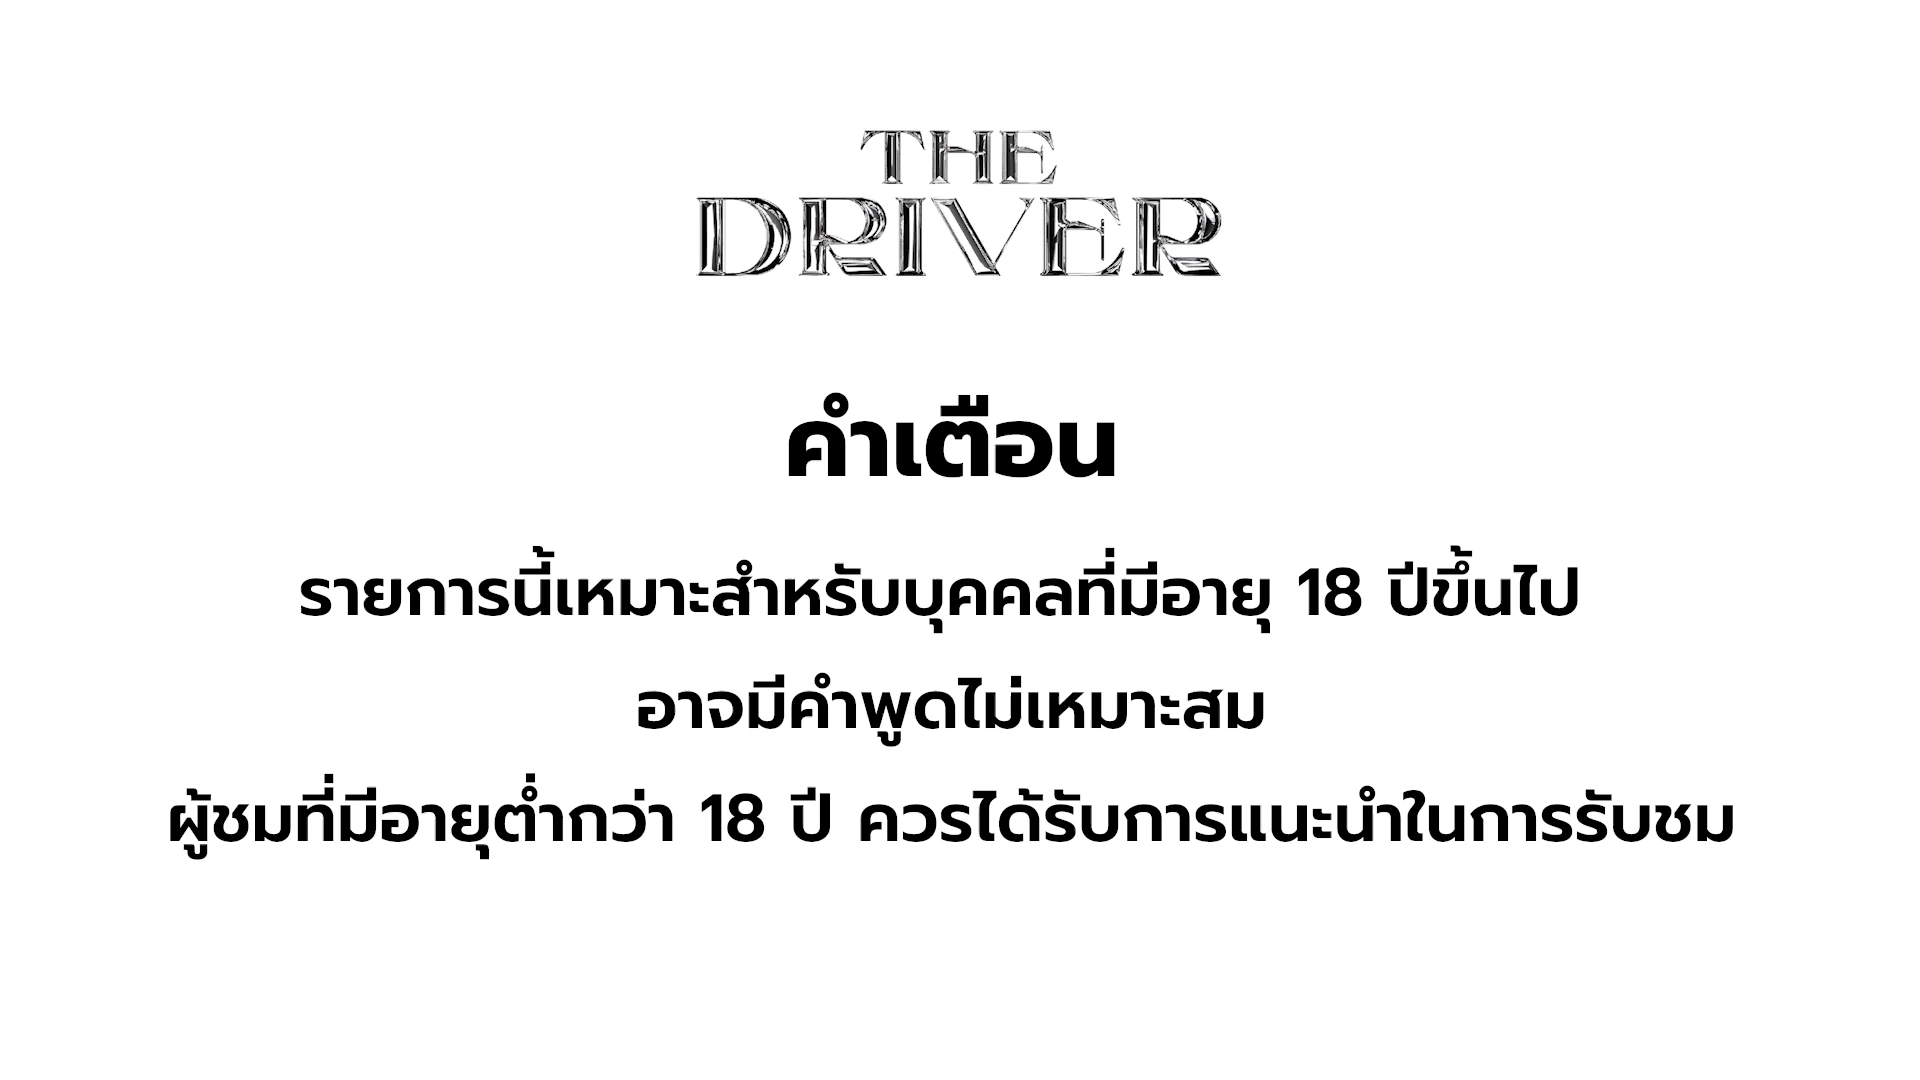 THE
DRIVER
คำเตือน
รายการนี้เหมาะสำหรับบุคคลที่มีอายุ 18 ปีขึ้นไป
อาจมีคำพูดไม่เหมาะสม
ผู้ชมที่มีอายุต่ำกว่า 18 ปี ควรได้รับการแนะนำในการรับชม